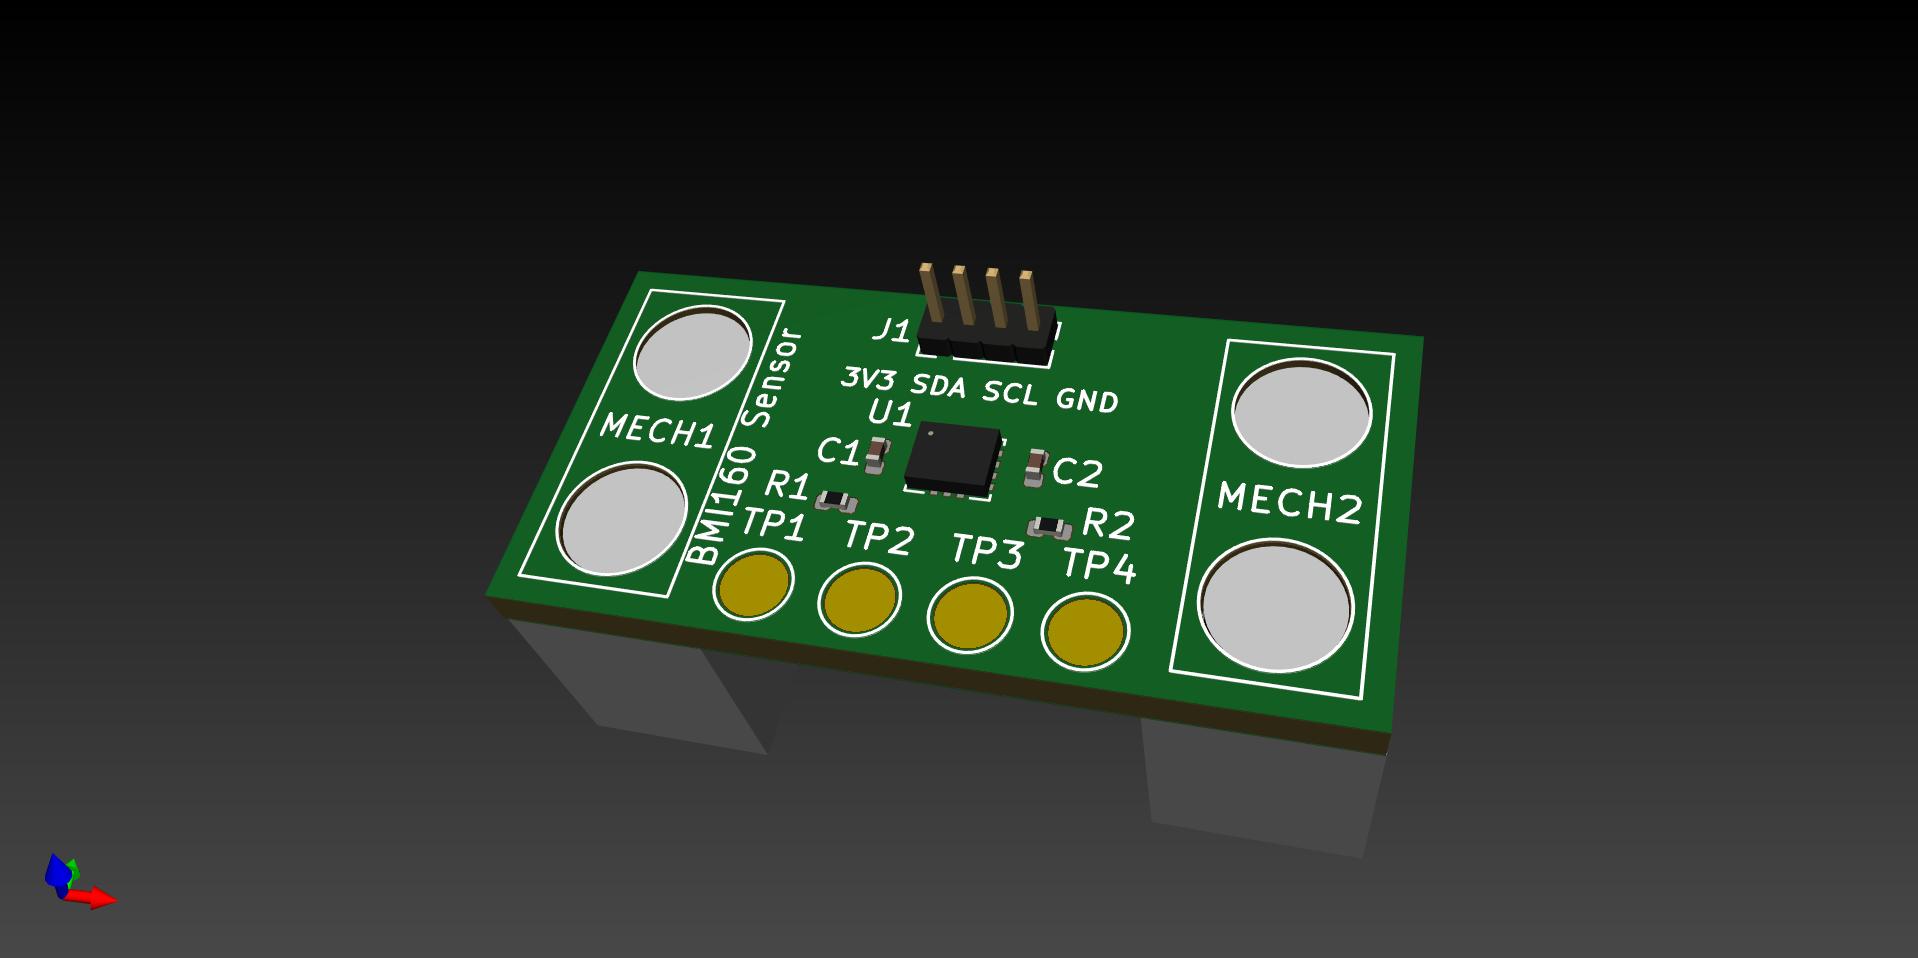 J1
3V3 SDA SCL GND
U1
C1
C2
R1
R2
TP1
TP2
TP3
TP4
MECH1
BMI160 Sensor
MECH2